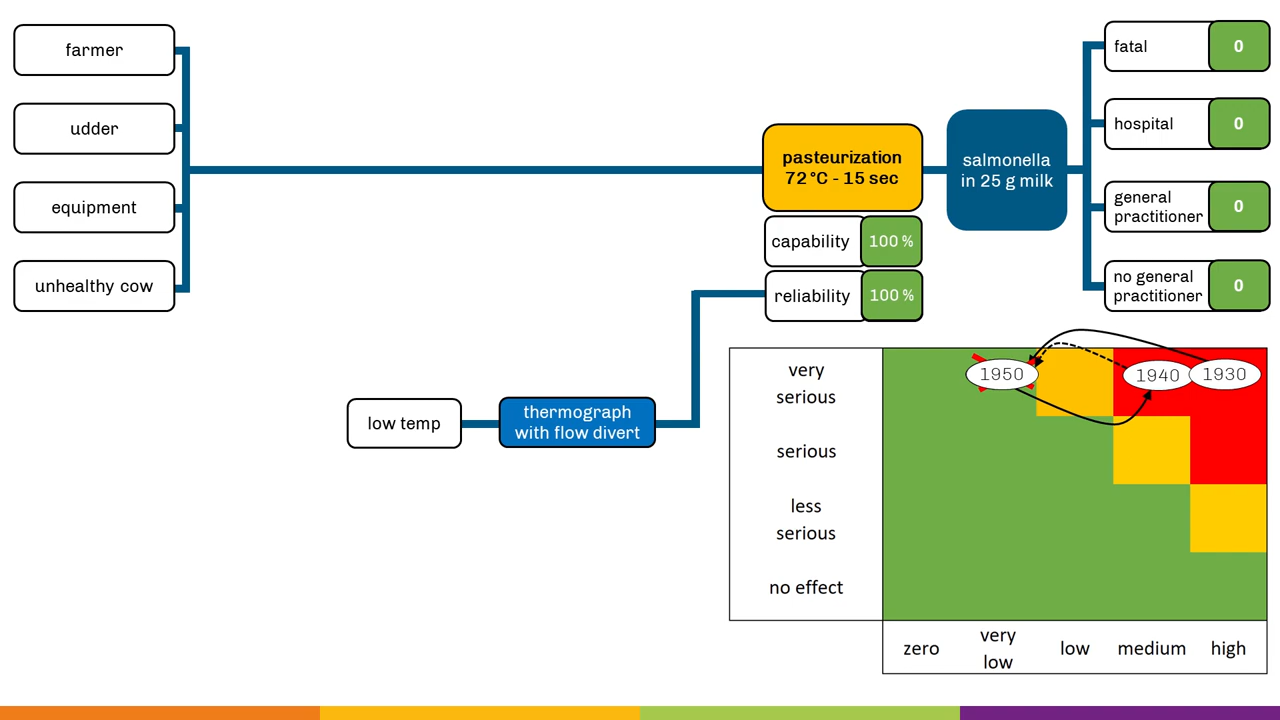 farmer
udder
equipment
unhealthy cow
pasteurization
72 °C - 15 sec
capability
100 %
reliability
100 %
salmonella
in 25 g milk
fatal
0
hospital
0
general
practitioner
0
no general
practitioner
0
low temp
thermograph
with flow divert
very
serious
serious
less
serious
no effect
1950
1940
1930
zero
very
low
low
medium
high